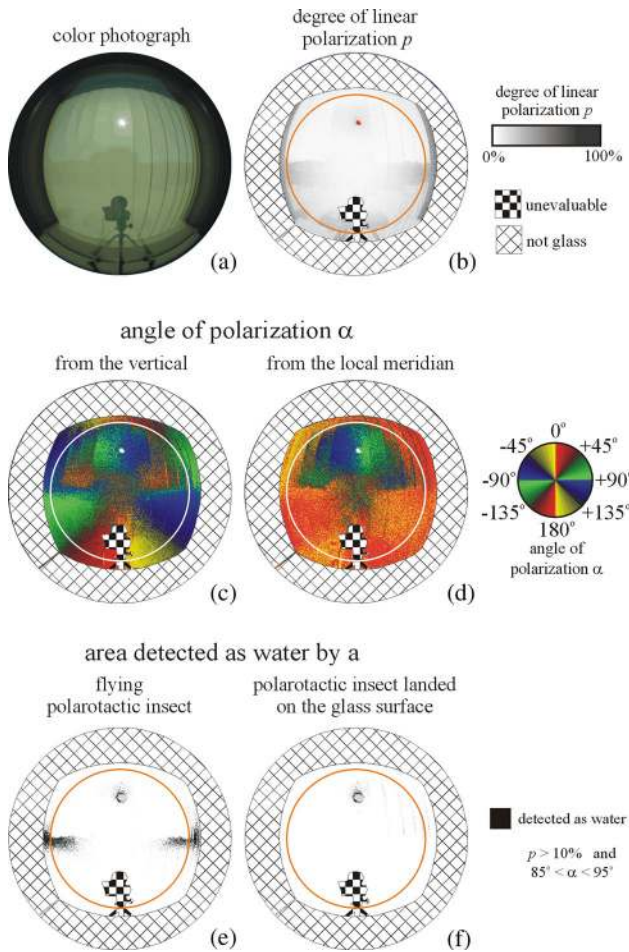 color photograph
degree of linear
polarization p
(a)
(b)
degree of linear
polarization p
0% 100%
unevaluable
not glass
angle of polarization α
from the vertical
from the local meridian
(c)
(d)
0°
-45° +45°
-90° +90°
-135° +135°
180°
angle of
polarization α
area detected as water by a
flying
polarotactic insect
polarotactic insect landed
on the glass surface
(e)
(f)
detected as water
p > 10% and
85° < α < 95°